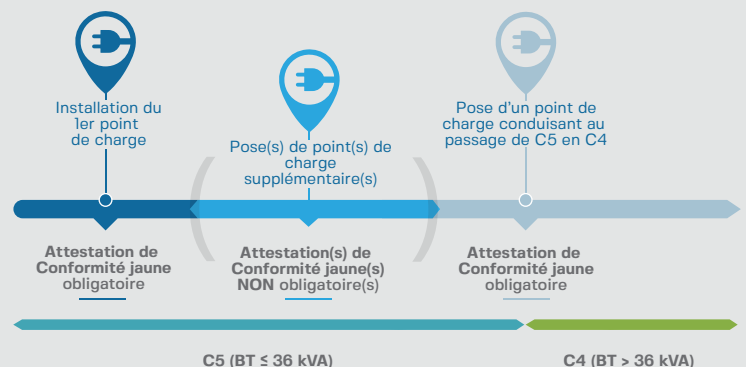 Installation du
1er point
de charge
Pose(s) de point(s) de
charge
supplémentaire(s)
Pose d'un point de
charge conduisant au
passage de C5 en C4
Attestation de
Conformité jaune
obligatoire
Attestation(s) de
Conformité jaune(s)
NON obligatoire(s)
Attestation de
Conformité jaune
obligatoire
C5 (BT ≤ 36 kVA)
C4 (BT > 36 kVA)